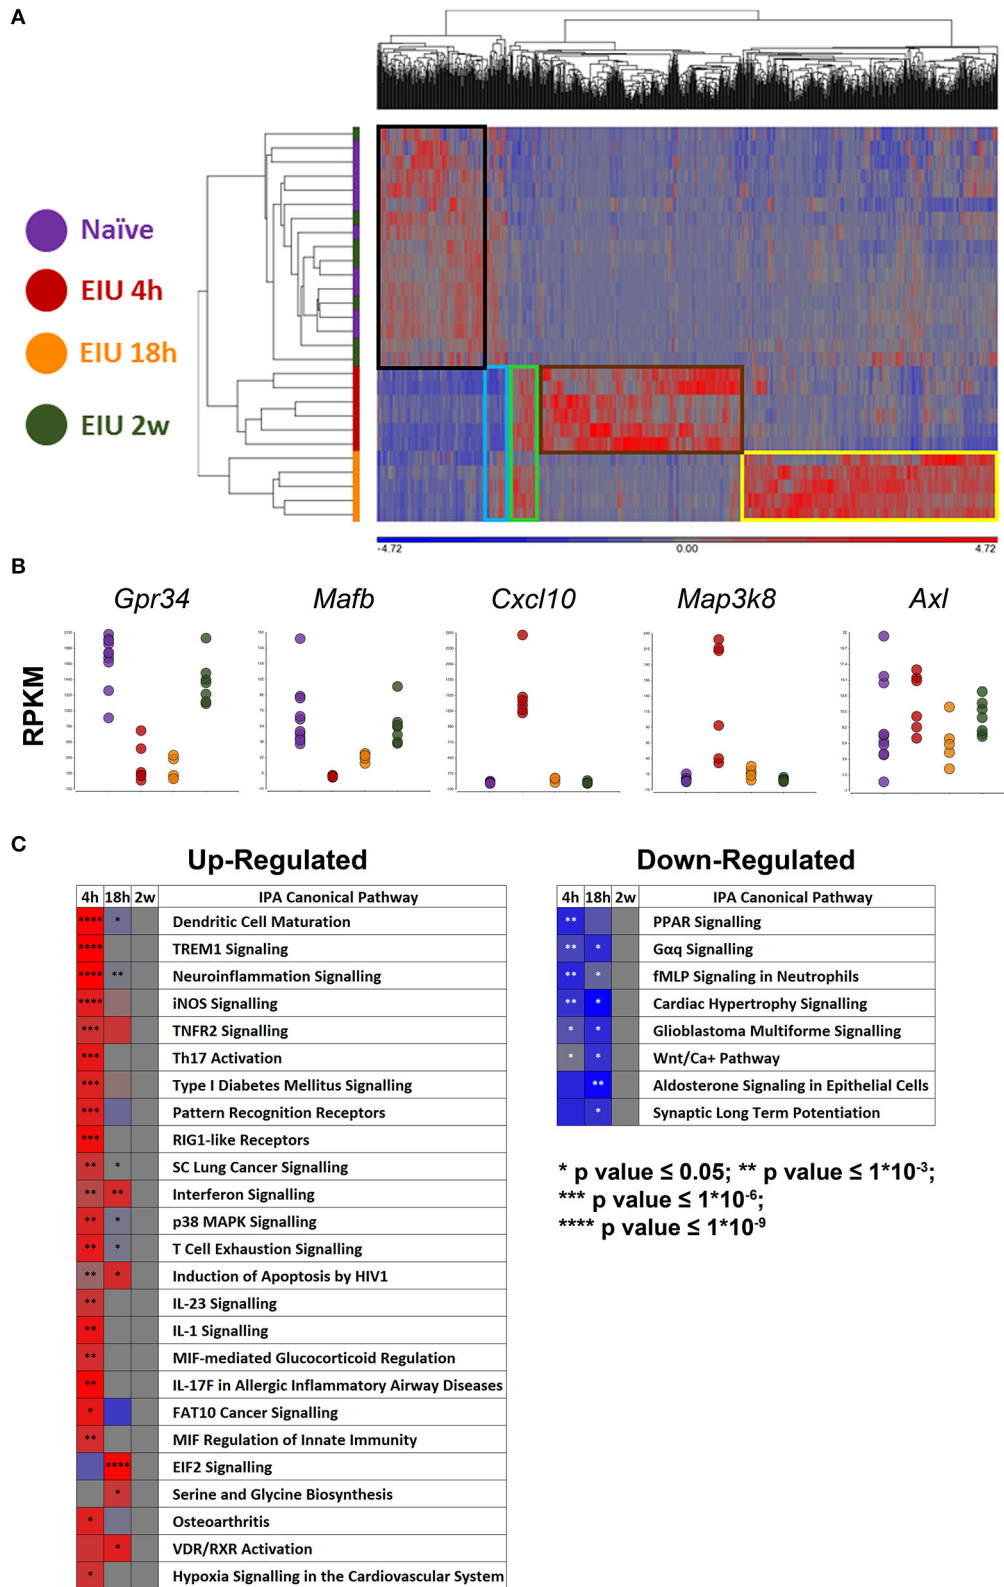 A
Naïve
EIU 4h
EIU 18h
EIU 2w
-4.72 0.00 4.72
B
Gpr34 Mafb Cxcl10 Map3k8 Axl
RPKM
C
Up-Regulated
4h 18h 2w IPA Canonical Pathway
**** * Dendritic Cell Maturation
**** TREM1 Signaling
**** ** Neuroinflammation Signalling
**** iNOS Signalling
*** TNFR2 Signalling
*** Th17 Activation
*** Type I Diabetes Mellitus Signalling
*** Pattern Recognition Receptors
*** RIG1-like Receptors
** * SC Lung Cancer Signalling
** ** Interferon Signalling
** * p38 MAPK Signalling
** * T Cell Exhaustion Signalling
** * Induction of Apoptosis by HIV1
** IL-23 Signalling
** IL-1 Signalling
** MIF-mediated Glucocorticoid Regulation
** IL-17F in Allergic Inflammatory Airway Diseases
* FAT10 Cancer Signalling
** MIF Regulation of Innate Immunity
**** EIF2 Signalling
* Serine and Glycine Biosynthesis
* Osteoarthritis
* VDR/RXR Activation
* Hypoxia Signalling in the Cardiovascular System
Down-Regulated
4h 18h 2w IPA Canonical Pathway
** PPAR Signalling
** * Gαq Signalling
** * fMLP Signaling in Neutrophils
** * Cardiac Hypertrophy Signalling
* * Glioblastoma Multiforme Signalling
* * Wnt/Ca+ Pathway
** Aldosterone Signaling in Epithelial Cells
* Synaptic Long Term Potentiation
* p value ≤ 0.05; ** p value ≤ 1*10-3;
*** p value ≤ 1*10-6;
**** p value ≤ 1*10-9